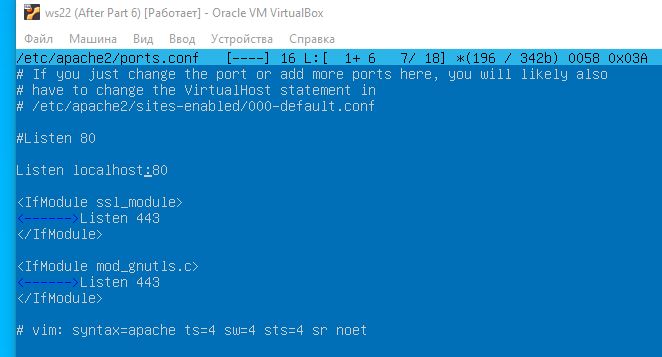 ws22 (After Part 6) [Работает] - Oracle VM VirtualBox
Файл Машина Вид Ввод Устройства Справка
/etc/apache2/ports.conf [----] 16 L:[ 1+ 6 7/ 18] *(196 / 342b) 0058 0x03A
# If you just change the port or add more ports here, you will likely also
# have to change the VirtualHost statement in
# /etc/apache2/sites-enabled/000-default.conf
#Listen 80
Listen localhost:80
<IfModule ssl_module>
<------>Listen 443
</IfModule>
<IfModule mod_gnutls.c>
<------>Listen 443
</IfModule>
# vim: syntax=apache ts=4 sw=4 sts=4 sr noet